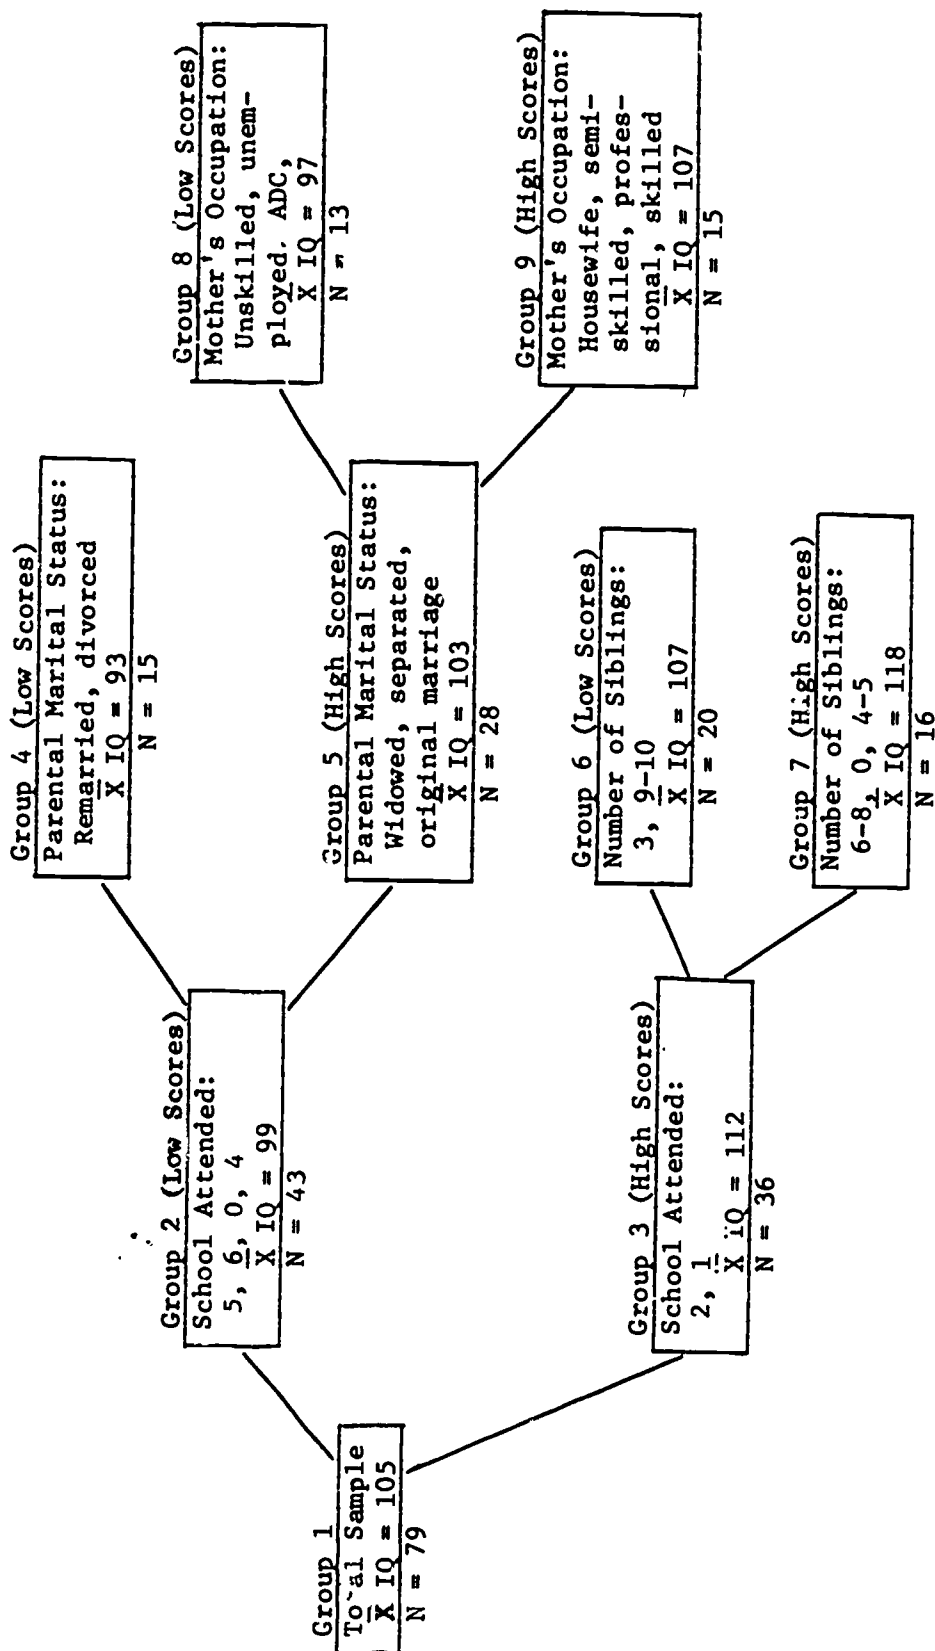 Group 1
Total Sample
X̄ IQ = 105
N = 79
Group 2 (Low Scores)
School Attended:
5, 6, 0, 4
X̄ IQ = 99
N = 43
Group 3 (High Scores)
School Attended:
2, 1
X̄ IQ = 112
N = 36
Group 4 (Low Scores)
Parental Marital Status:
Remarried, divorced
X̄ IQ = 93
N = 15
Group 5 (High Scores)
Parental Marital Status:
Widowed, separated,
original marriage
X̄ IQ = 103
N = 28
Group 6 (Low Scores)
Number of Siblings:
3, 9-10
X̄ IQ = 107
N = 20
Group 7 (High Scores)
Number of Siblings:
6-8, 0, 4-5
X̄ IQ = 118
N = 16
Group 8 (Low Scores)
Mother's Occupation:
Unskilled, unem-
ployed. ADC,
X̄ IQ = 97
N = 13
Group 9 (High Scores)
Mother's Occupation:
Housewife, semi-
skilled, profes-
sional, skilled
X̄ IQ = 107
N = 15